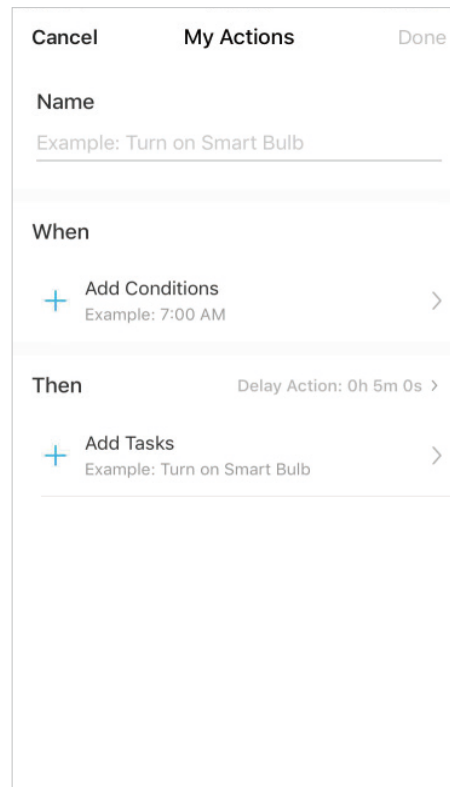 Cancel My Actions Done
Name
Example: Turn on Smart Bulb
When
Add Conditions
Example: 7:00 AM
Then Delay Action: 0h 5m 0s >
Add Tasks
Example: Turn on Smart Bulb